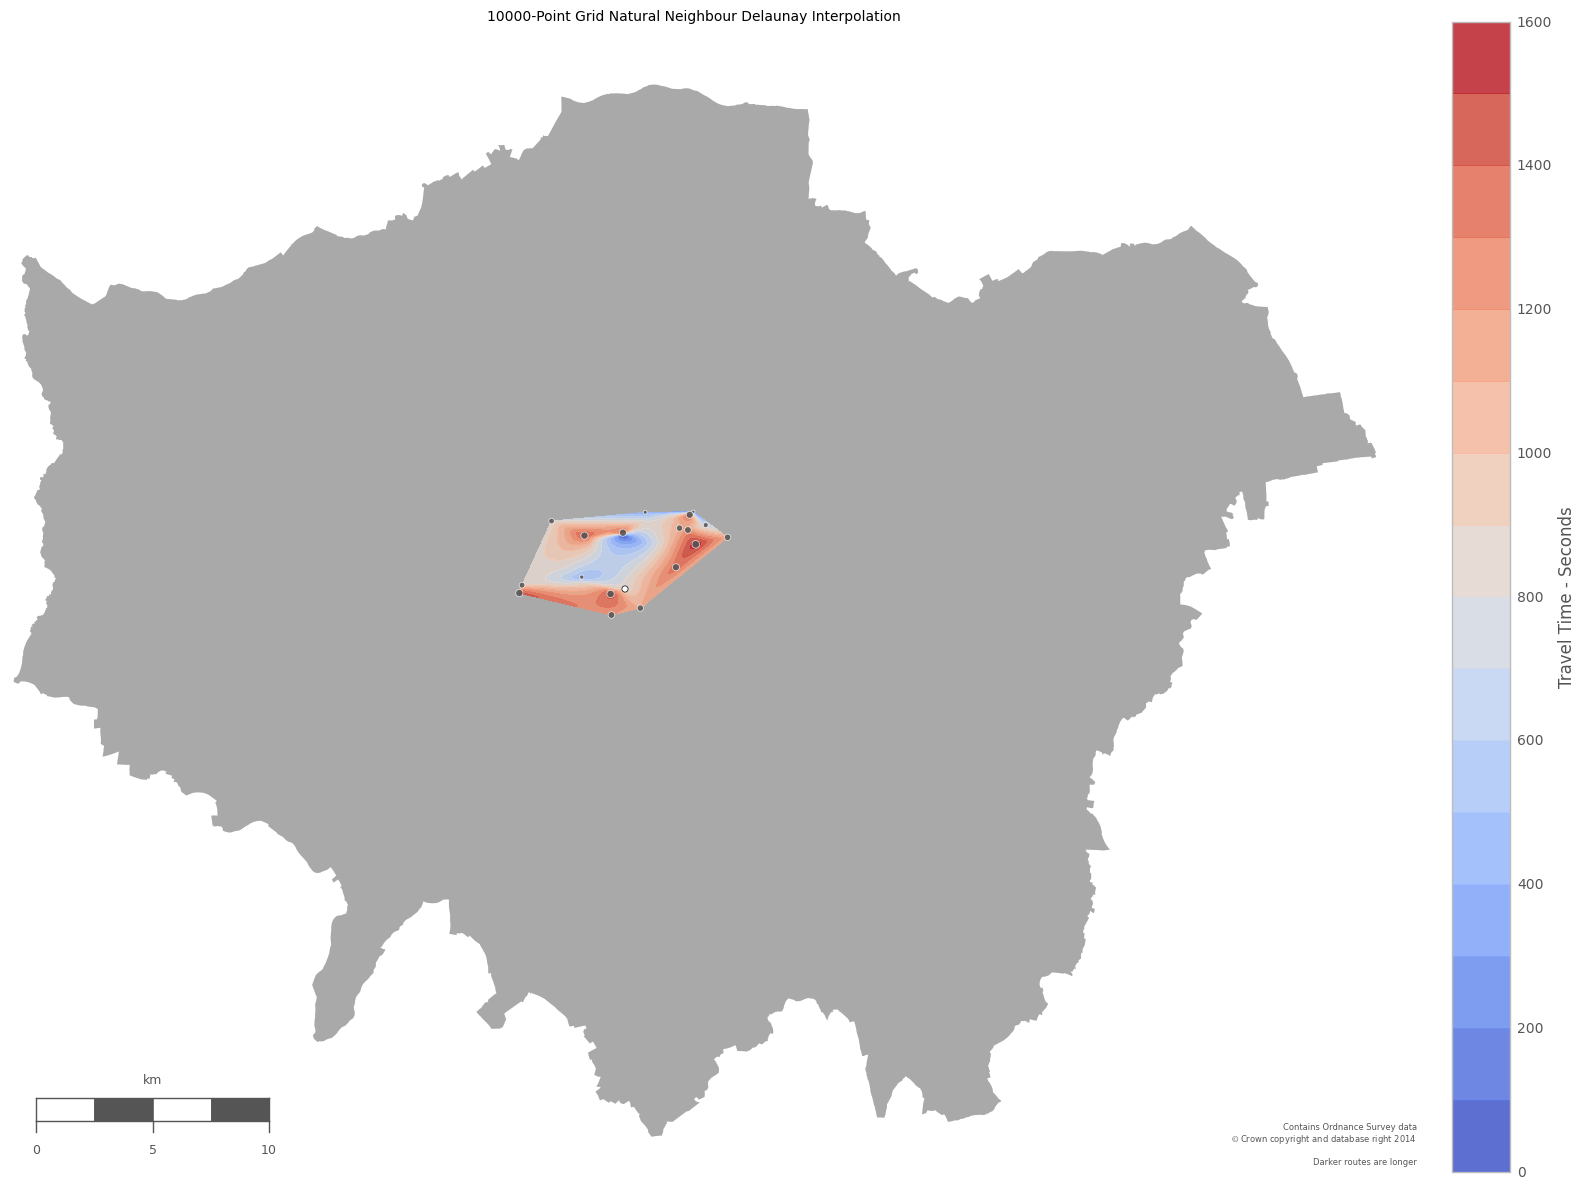 10000-Point Grid Natural Neighbour Delaunay Interpolation
1600
1400
1200
1000
800
600
400
200
0
Travel Time - Seconds
km
0 5 10
Contains Ordnance Survey data
© Crown copyright and database right 2014
Darker routes are longer